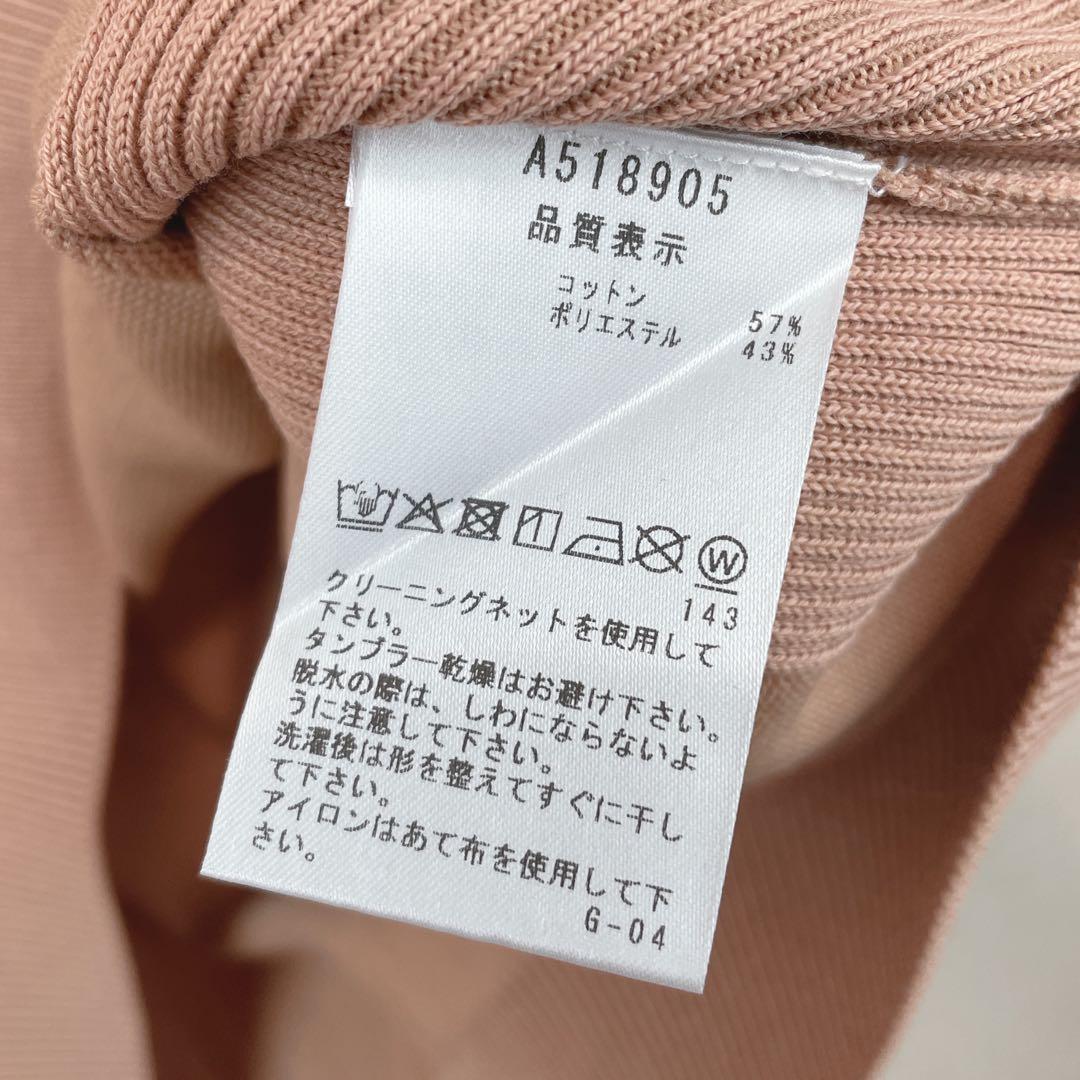 A518905
品質表示
コットン 57%
ポリエステル 43%
W
143
クリーニングネットを使用して
下さい。
タンブラー乾燥はお避け下さい。
脱水の際は、しわにならないよ
うに注意して下さい。
洗濯後は形を整えてすぐに干し
て下さい。
アイロンはあて布を使用して下
さい。
G-04